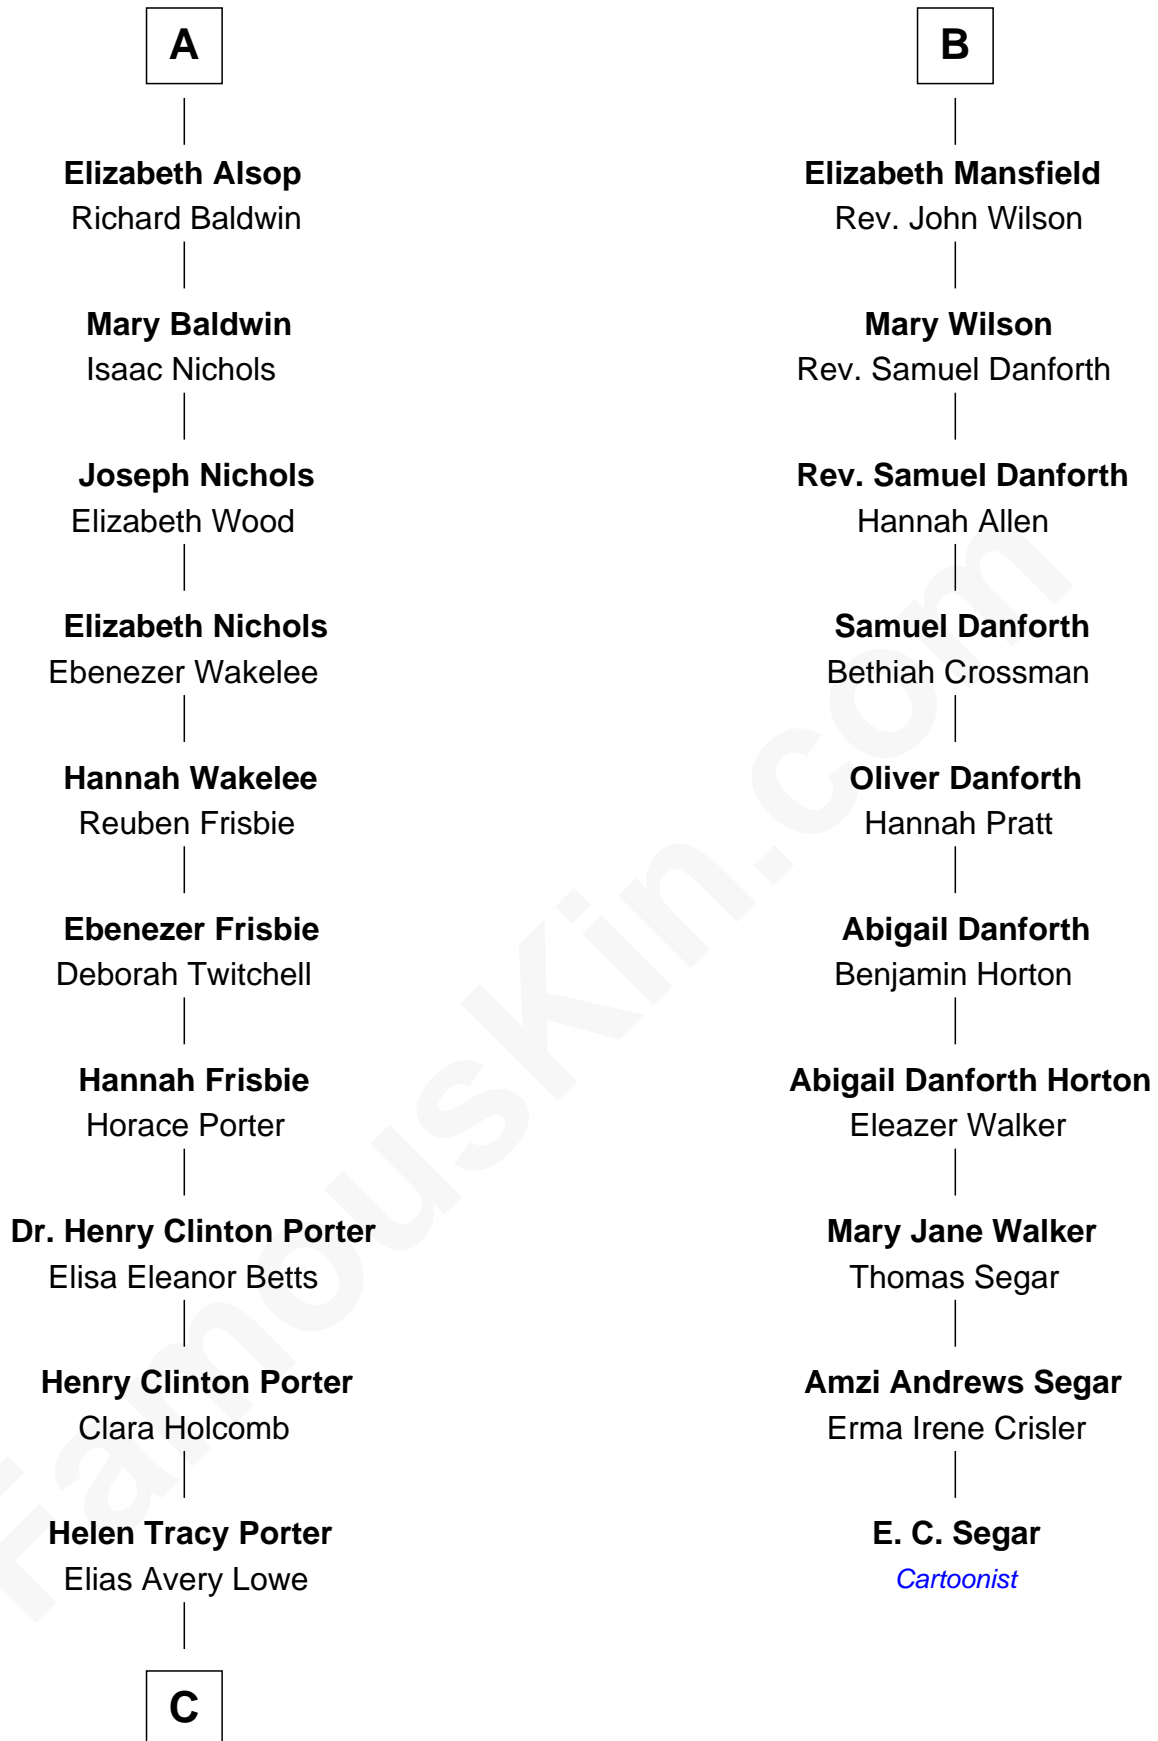 A
Elizabeth Alsop
Richard Baldwin
Mary Baldwin
Isaac Nichols
Joseph Nichols
Elizabeth Wood
Elizabeth Nichols
Ebenezer Wakelee
Hannah Wakelee
Reuben Frisbie
Ebenezer Frisbie
Deborah Twitchell
Hannah Frisbie
Horace Porter
Dr. Henry Clinton Porter
Elisa Eleanor Betts
Henry Clinton Porter
Clara Holcomb
Helen Tracy Porter
Elias Avery Lowe
C
B
Elizabeth Mansfield
Rev. John Wilson
Mary Wilson
Rev. Samuel Danforth
Rev. Samuel Danforth
Hannah Allen
Samuel Danforth
Bethiah Crossman
Oliver Danforth
Hannah Pratt
Abigail Danforth
Benjamin Horton
Abigail Danforth Horton
Eleazer Walker
Mary Jane Walker
Thomas Segar
Amzi Andrews Segar
Erma Irene Crisler
E. C. Segar
Cartoonist
FamousKin.com